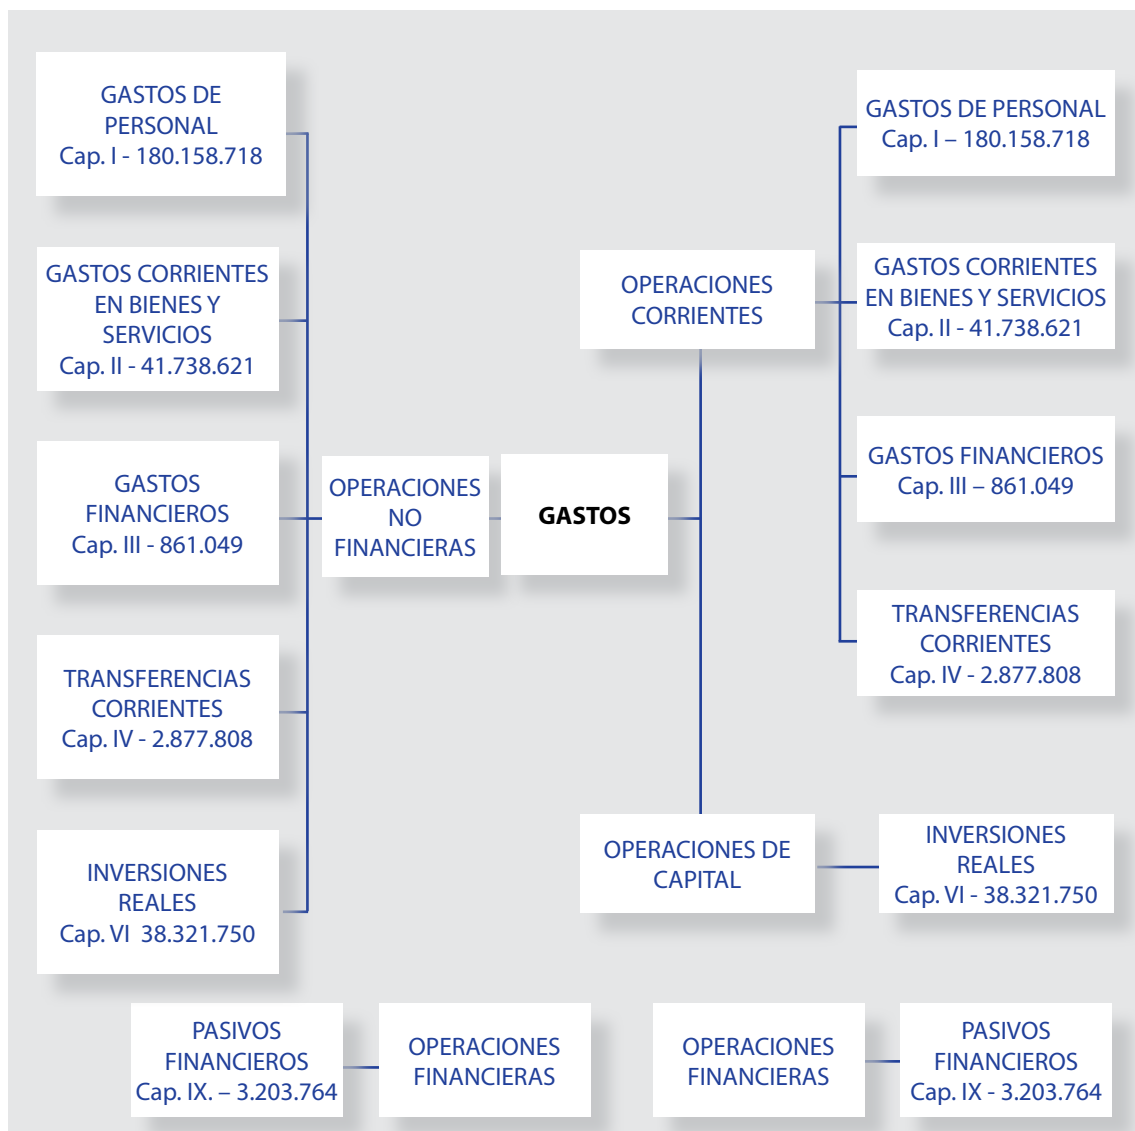 GASTOS DE
PERSONAL
Cap. I - 180.158.718
GASTOS CORRIENTES
EN BIENES Y
SERVICIOS
Cap. II - 41.738.621
GASTOS
FINANCIEROS
Cap. III - 861.049
TRANSFERENCIAS
CORRIENTES
Cap. IV - 2.877.808
INVERSIONES
REALES
Cap. VI 38.321.750
OPERACIONES
NO
FINANCIERAS
GASTOS
OPERACIONES
CORRIENTES
GASTOS DE PERSONAL
Cap. I – 180.158.718
GASTOS CORRIENTES
EN BIENES Y SERVICIOS
Cap. II - 41.738.621
GASTOS FINANCIEROS
Cap. III – 861.049
TRANSFERENCIAS
CORRIENTES
Cap. IV - 2.877.808
OPERACIONES DE
CAPITAL
INVERSIONES
REALES
Cap. VI - 38.321.750
PASIVOS
FINANCIEROS
Cap. IX. – 3.203.764
OPERACIONES
FINANCIERAS
OPERACIONES
FINANCIERAS
PASIVOS
FINANCIEROS
Cap. IX - 3.203.764